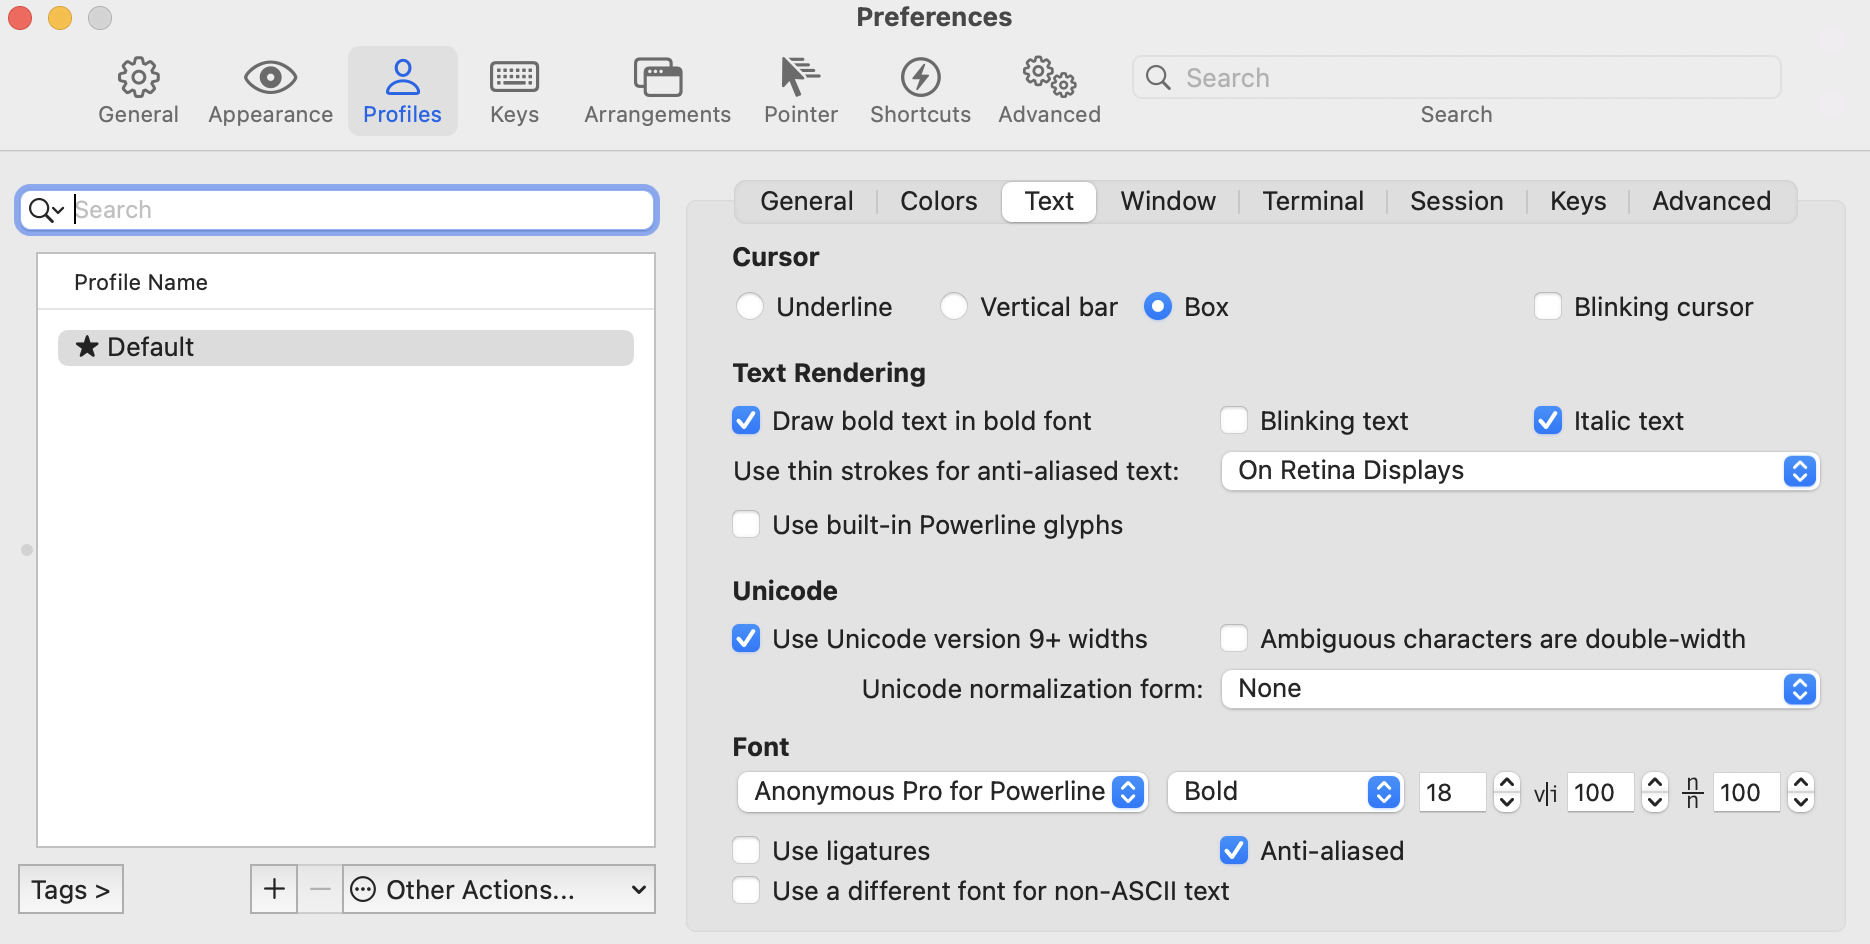 Preferences
General Appearance Profiles Keys Arrangements Pointer Shortcuts Advanced Search
Search
Search
Profile Name
★ Default
Tags > + − Other Actions...
General Colors Text Window Terminal Session Keys Advanced
Cursor
Underline Vertical bar Box Blinking cursor
Text Rendering
Draw bold text in bold font Blinking text Italic text
Use thin strokes for anti-aliased text: On Retina Displays
Use built-in Powerline glyphs
Unicode
Use Unicode version 9+ widths Ambiguous characters are double-width
Unicode normalization form: None
Font
Anonymous Pro for Powerline Bold 18 v|i 100 n/n 100
Use ligatures Anti-aliased
Use a different font for non-ASCII text